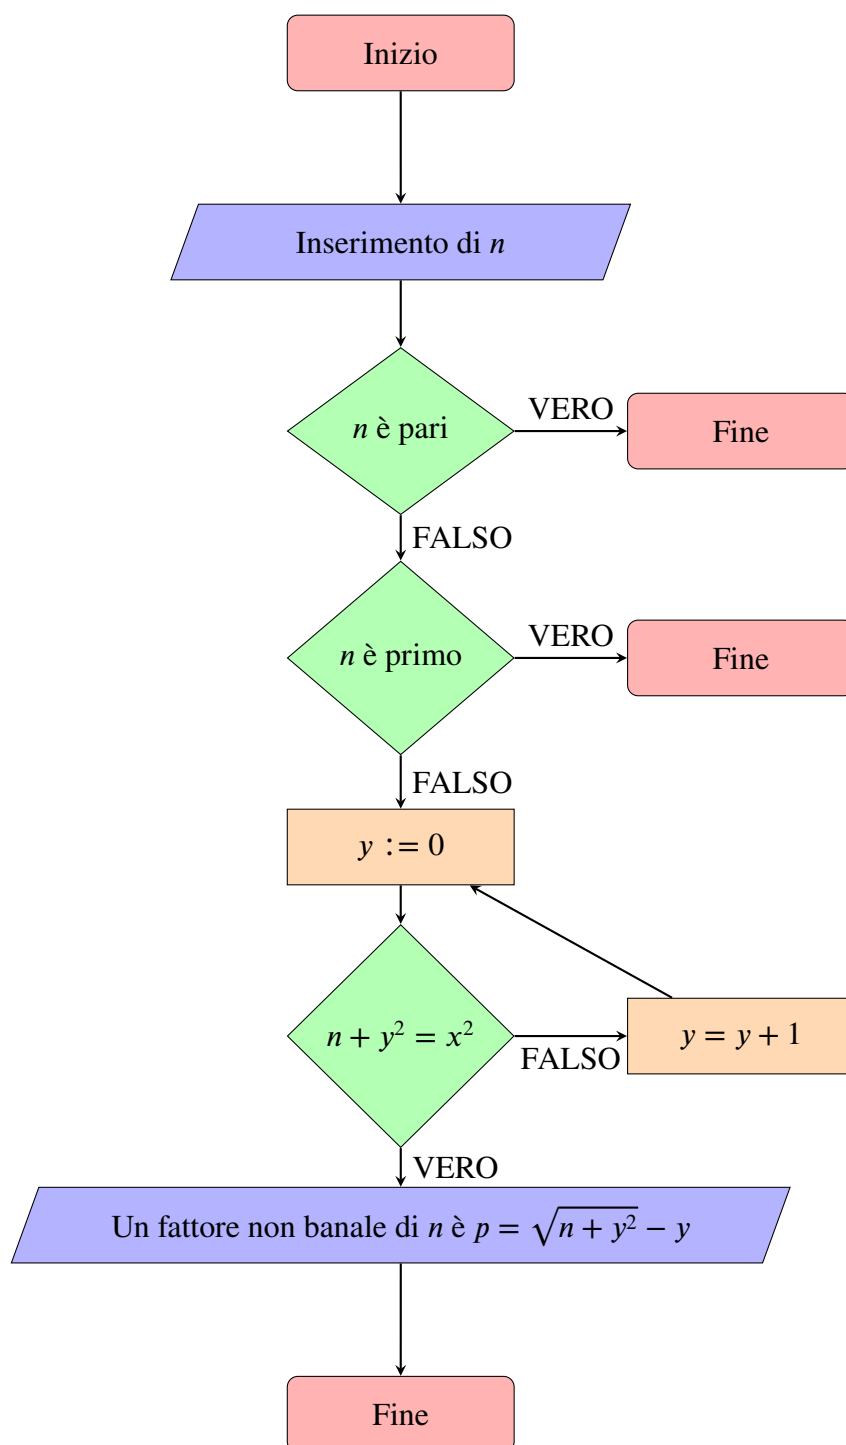 Inizio
Inserimento di n
n è pari
VERO
Fine
FALSO
n è primo
VERO
Fine
FALSO
y := 0
n + y² = x²
FALSO
y = y + 1
VERO
Un fattore non banale di n è p = √(n + y²) − y
Fine